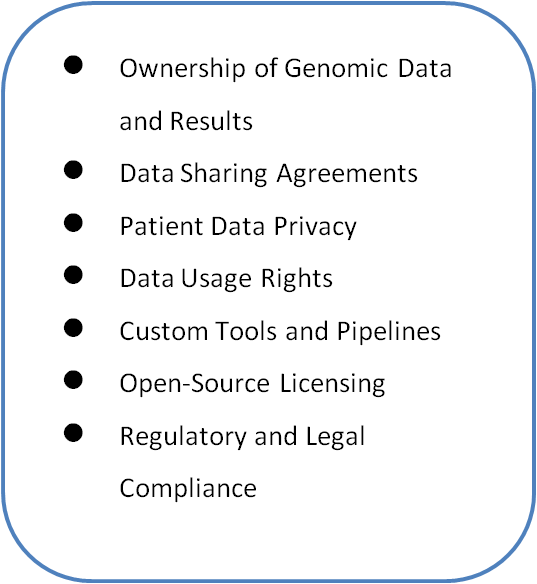 ● Ownership of Genomic Data
and Results
● Data Sharing Agreements
● Patient Data Privacy
● Data Usage Rights
● Custom Tools and Pipelines
● Open-Source Licensing
● Regulatory and Legal
Compliance